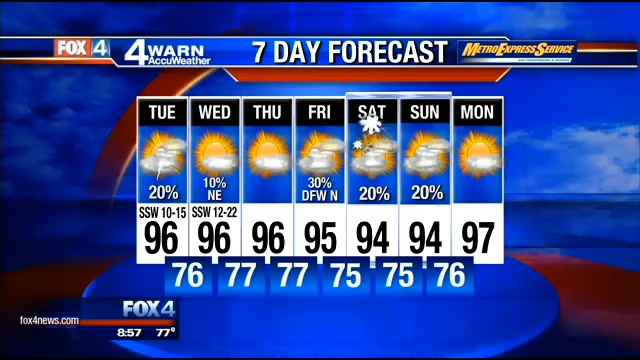 FOX 4
4WARN
AccuWeather
7 DAY FORECAST
METROEXPRESSSERVICE
TUE WED THU FRI SAT SUN MON
20% 10% NE 30% DFW N 20% 20%
SSW 10-15 SSW 12-22
96 96 96 95 94 94 97
76 77 77 75 75 76
FOX 4
fox4news.com
8:57 77°